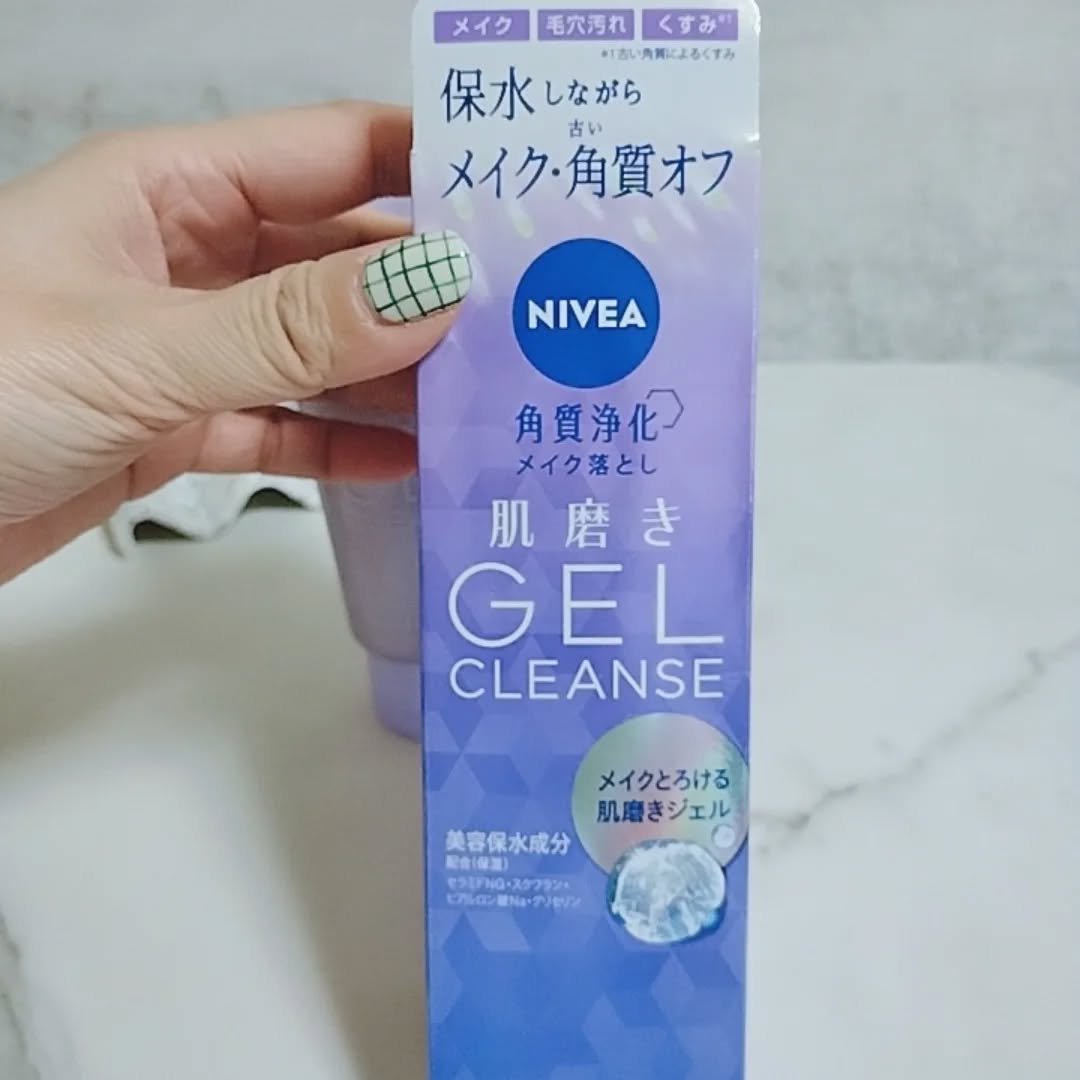 メイク 毛穴汚れ くすみ*1
*1古い角質によるくすみ
保水しながら
古い
メイク・角質オフ
NIVEA
角質浄化
メイク落とし
肌磨き
GEL
CLEANSE
メイクとろける
肌磨きジェル
美容保水成分
配合(保湿)
セラミドNG・スクワラン・
ヒアルロン酸Na・グリセリン